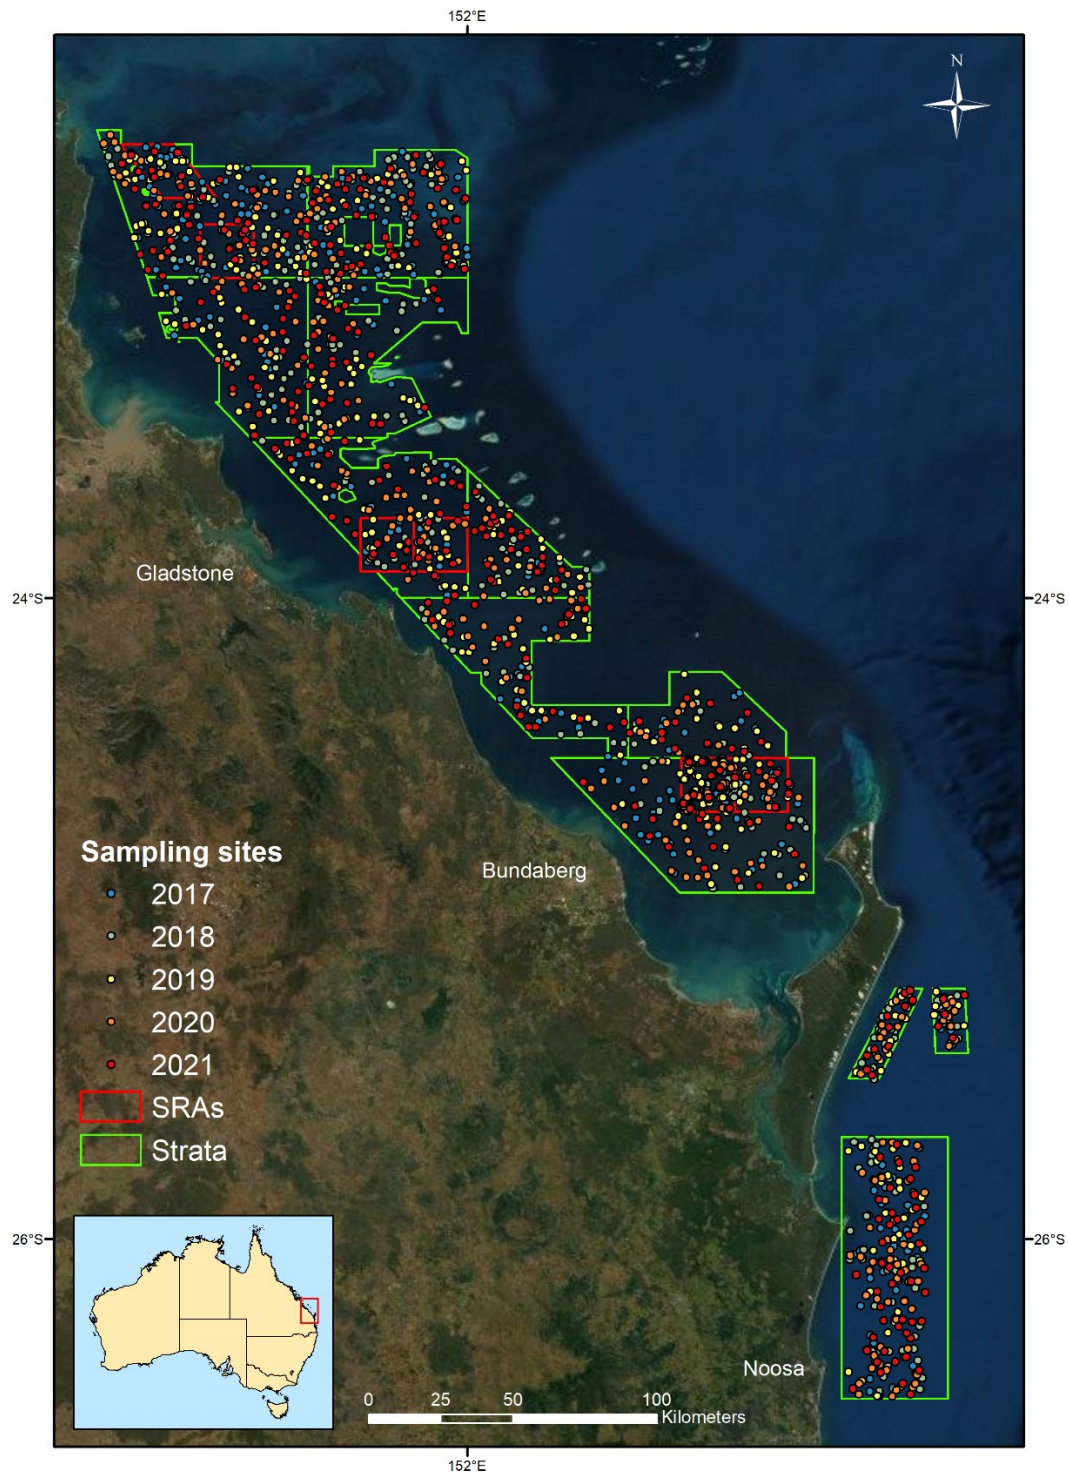 152°E
N
Gladstone
24°S
24°S
Sampling sites
2017
2018
2019
2020
2021
SRAs
Strata
Bundaberg
26°S
26°S
Noosa
0 25 50 100
Kilometers
152°E